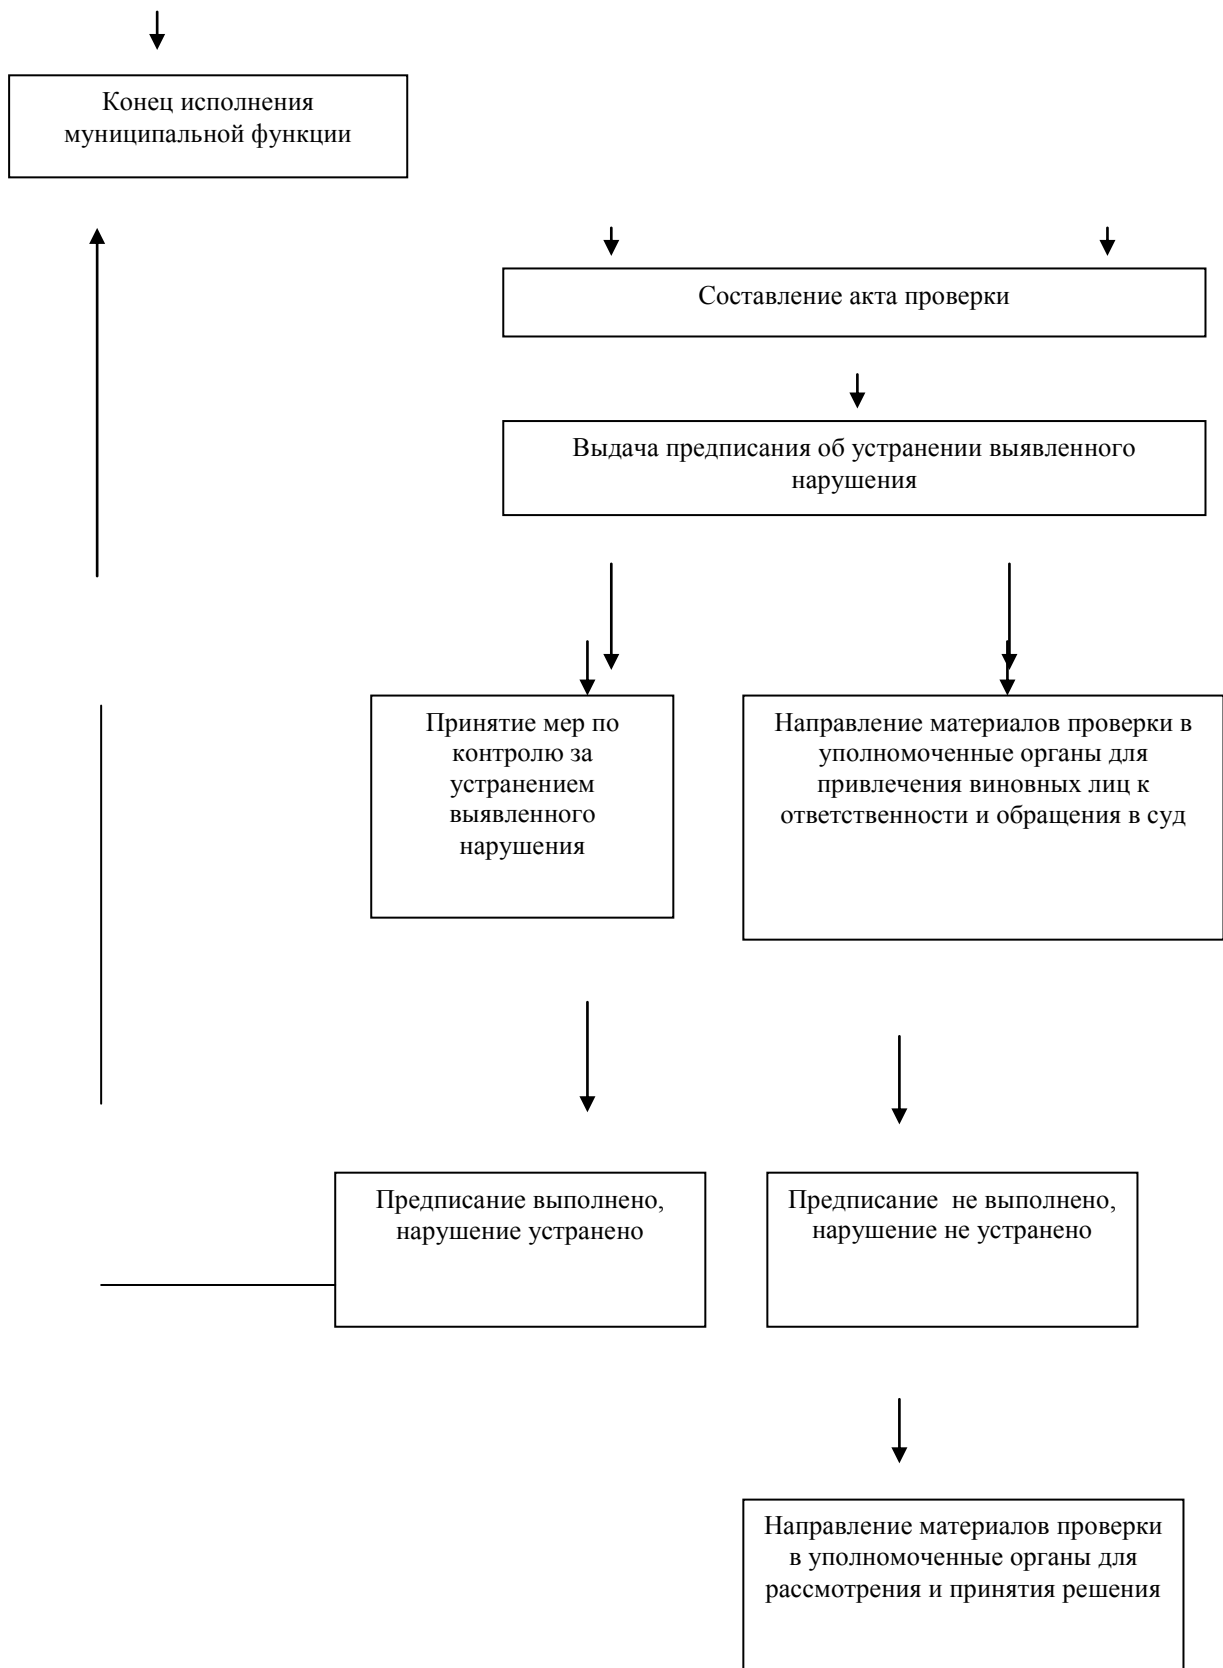 Конец исполнения
муниципальной функции
Составление акта проверки
Выдача предписания об устранении выявленного
нарушения
Принятие мер по
контролю за
устранением
выявленного
нарушения
Направление материалов проверки в
уполномоченные органы для
привлечения виновных лиц к
ответственности и обращения в суд
Предписание выполнено,
нарушение устранено
Предписание  не выполнено,
нарушение не устранено
Направление материалов проверки
в уполномоченные органы для
рассмотрения и принятия решения